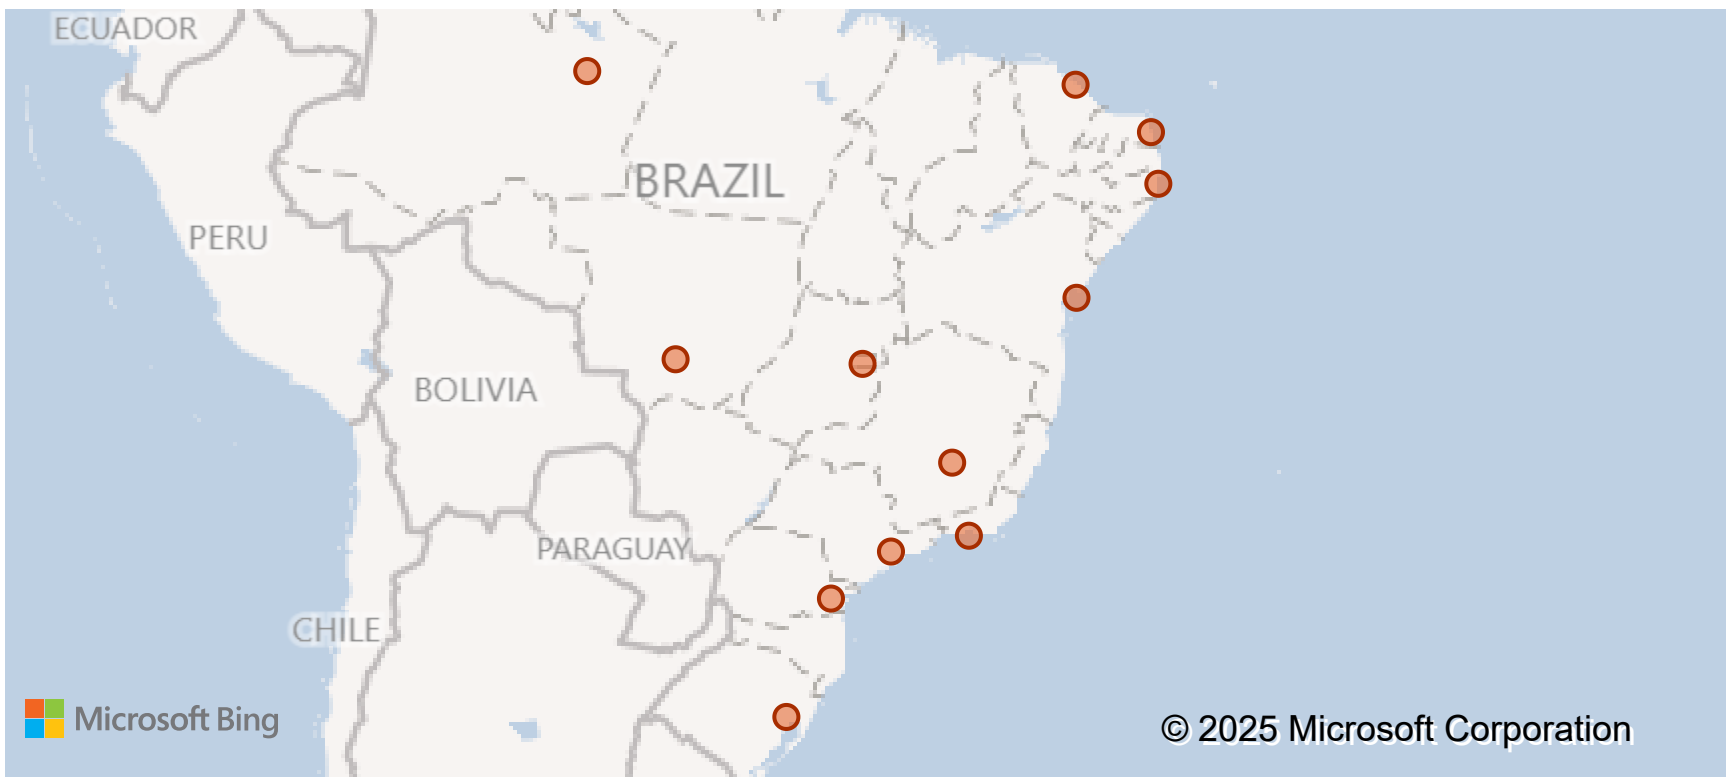 ECUADOR
BRAZIL
PERU
BOLIVIA
PARAGUAY
CHILE
Microsoft Bing
© 2025 Microsoft Corporation